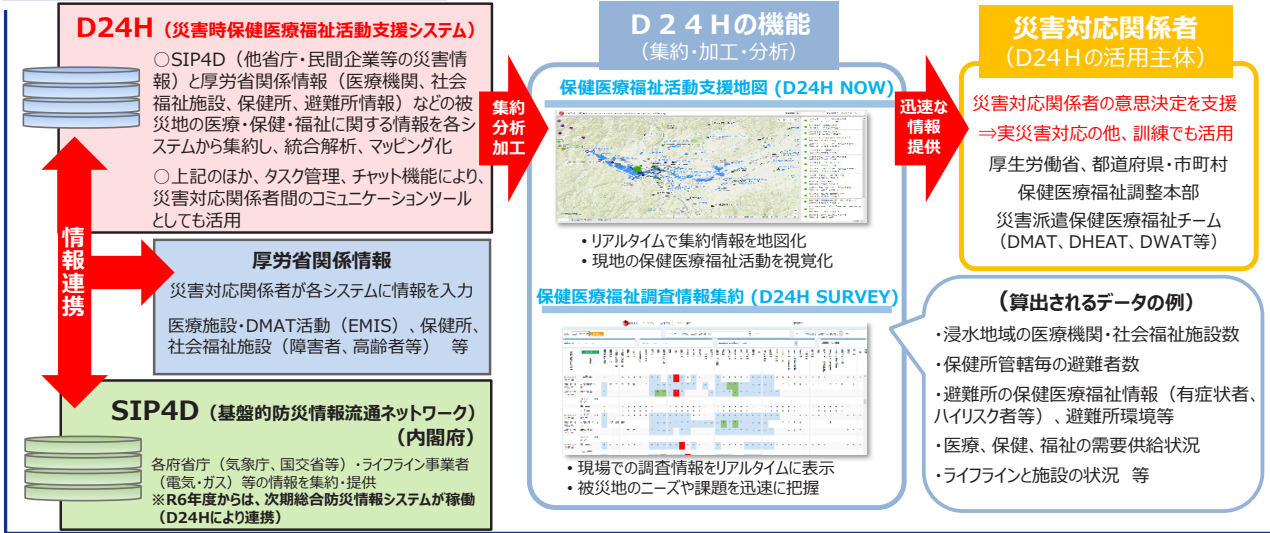 D24H（災害時保健医療福祉活動支援システム）
○SIP4D（他省庁・民間企業等の災害情
報）と厚労省関係情報（医療機関、社会
福祉施設、保健所、避難所情報）などの被
災地の医療・保健・福祉に関する情報を各シ
ステムから集約し、統合解析、マッピング化
○上記のほか、タスク管理、チャット機能により、
災害対応関係者間のコミュニケーションツール
としても活用
情報連携
厚労省関係情報
災害対応関係者が各システムに情報を入力
医療施設・DMAT活動（EMIS）、保健所、
社会福祉施設（障害者、高齢者等） 等
SIP4D（基盤的防災情報流通ネットワーク）
（内閣府）
各府省庁（気象庁、国交省等）・ライフライン事業者
（電気・ガス）等の情報を集約・提供
※R6年度からは、次期総合防災情報システムが稼働
（D24Hにより連携）
集約
分析
加工
D24Hの機能
（集約・加工・分析）
保健医療福祉活動支援地図 (D24H NOW)
・リアルタイムで集約情報を地図化
・現地の保健医療福祉活動を視覚化
保健医療福祉調査情報集約 (D24H SURVEY)
・現場での調査情報をリアルタイムに表示
・被災地のニーズや課題を迅速に把握
迅速な
情報
提供
災害対応関係者
（D24Hの活用主体）
災害対応関係者の意思決定を支援
⇒実災害対応の他、訓練でも活用
厚生労働省、都道府県・市町村
保健医療福祉調整本部
災害派遣保健医療福祉チーム
（DMAT、DHEAT、DWAT等）
（算出されるデータの例）
・浸水地域の医療機関・社会福祉施設数
・保健所管轄毎の避難者数
・避難所の保健医療福祉情報（有症状者、
ハイリスク者等）、避難所環境等
・医療、保健、福祉の需要供給状況
・ライフラインと施設の状況 等